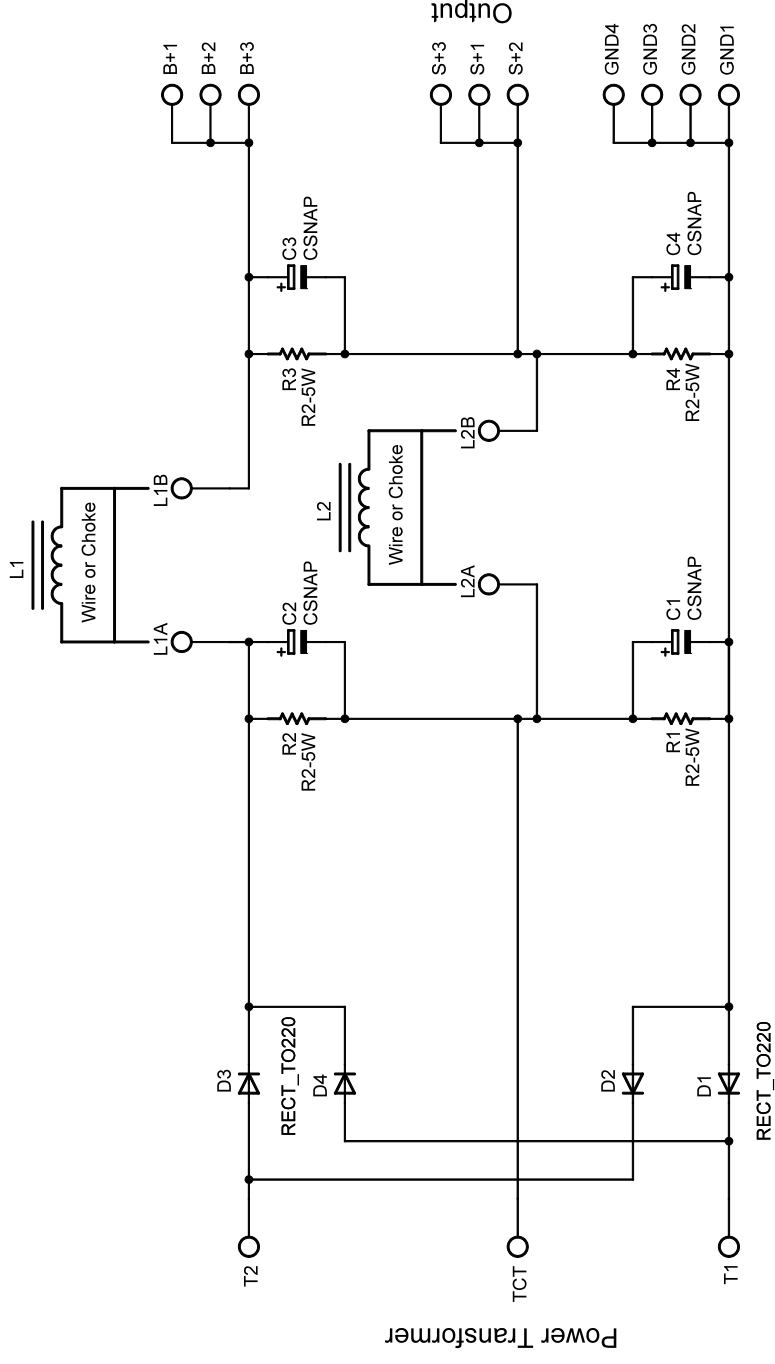 Output
B+1
B+2
B+3
S+3
S+1
S+2
GND4
GND3
GND2
GND1
C3
CSNAP
C4
CSNAP
R3
R2-5W
R4
R2-5W
L1
Wire or Choke
L1B
L1A
L2
Wire or Choke
L2B
L2A
C2
CSNAP
C1
CSNAP
R2
R2-5W
R1
R2-5W
D3
RECT_TO220
D4
D2
D1
RECT_TO220
T2
TCT
T1
Power Transformer